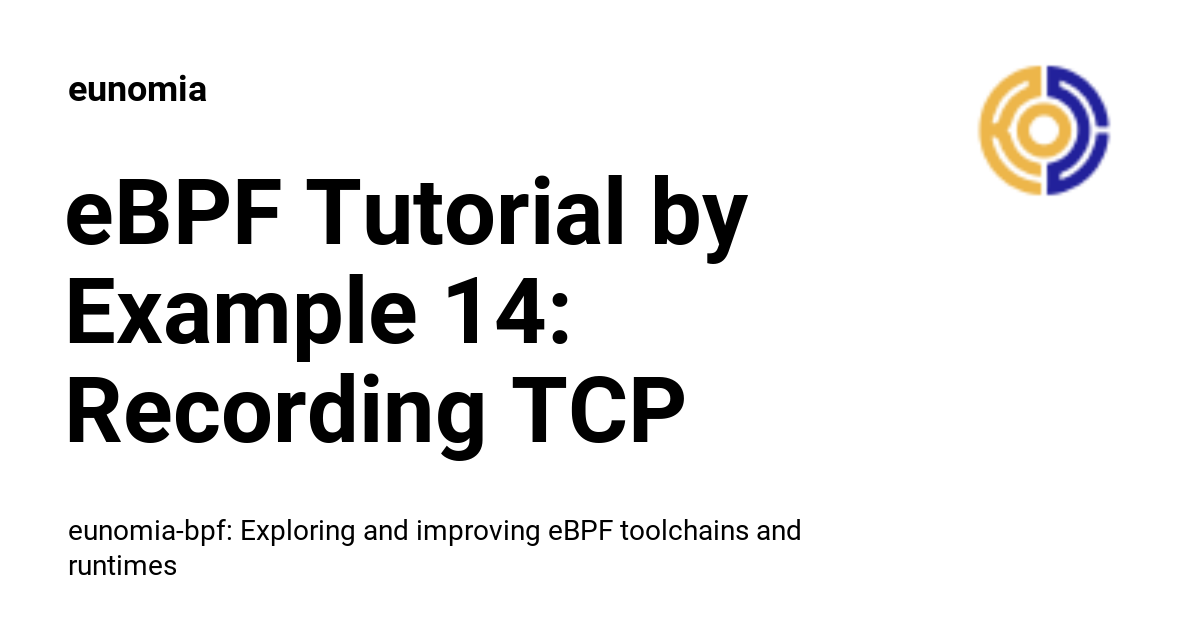 eunomia
eBPF Tutorial by
Example 14:
Recording TCP
eunomia-bpf: Exploring and improving eBPF toolchains and
runtimes